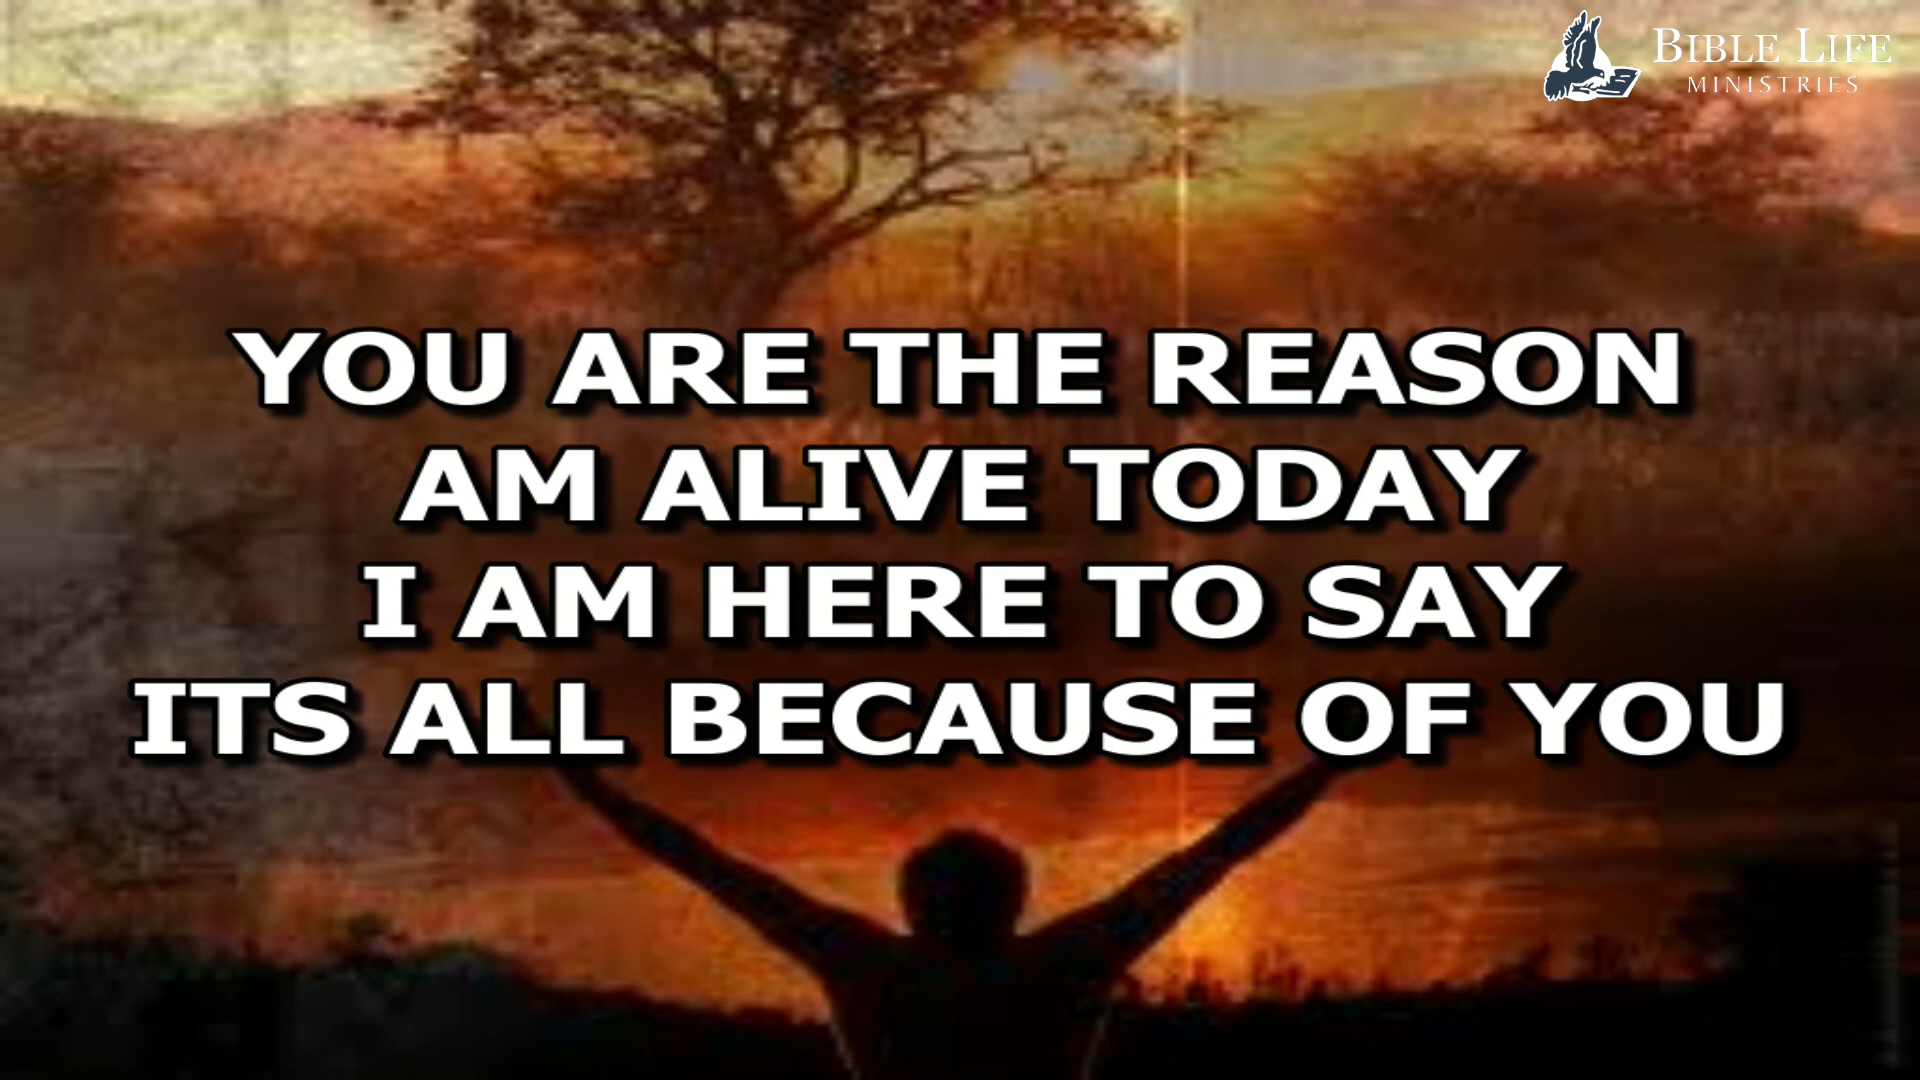 BIBLE LIFE
MINISTRIES
YOU ARE THE REASON
AM ALIVE TODAY
I AM HERE TO SAY
ITS ALL BECAUSE OF YOU